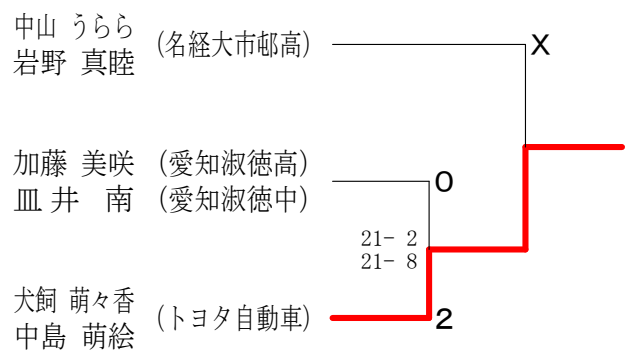 中山 うらら (名経大市邨高) X
岩野 真睦
加藤 美咲 (愛知淑徳高) 0
皿井 南 (愛知淑徳中)
21- 2
21- 8
犬飼 萌々香 (トヨタ自動車) 2
中島 萌絵